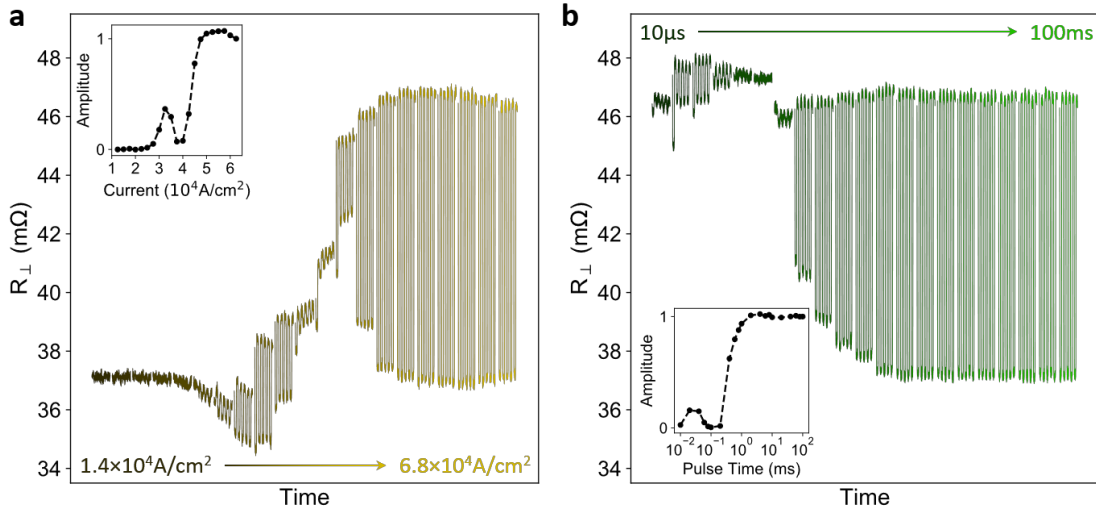 a
48
46
44
42
40
38
36
34
R⊥ (mΩ)
Time
1.4×10⁴A/cm²
6.8×10⁴A/cm²
1
0
Amplitude
1 2 3 4 5 6
Current (10⁴A/cm²)
b
10µs
100ms
48
46
44
42
40
38
36
34
R⊥ (mΩ)
Time
1
0
Amplitude
10⁻² 10⁻¹ 10⁰ 10¹ 10²
Pulse Time (ms)